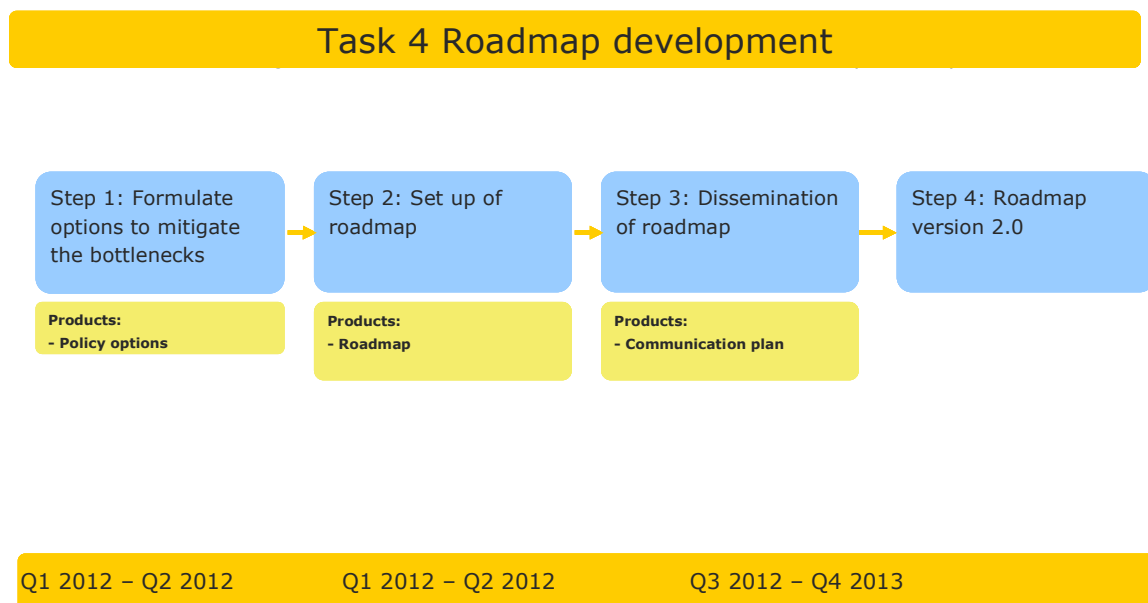 Task 4 Roadmap development
Step 1: Formulate
options to mitigate
the bottlenecks
Step 2: Set up of
roadmap
Step 3: Dissemination
of roadmap
Step 4: Roadmap
version 2.0
Products:
- Policy options
Products:
- Roadmap
Products:
- Communication plan
Q1 2012 – Q2 2012
Q1 2012 – Q2 2012
Q3 2012 – Q4 2013